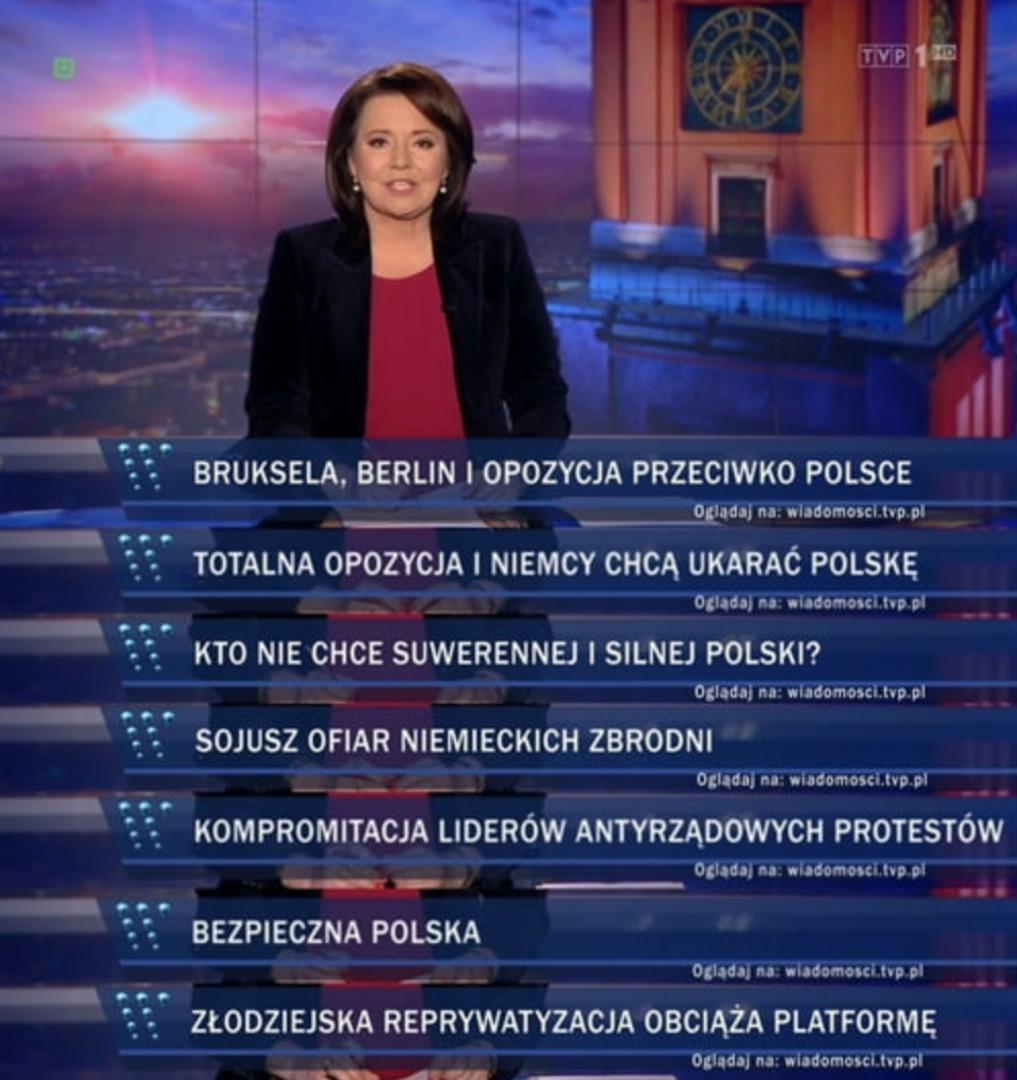 TVP 1 HD
BRUKSELA, BERLIN I OPOZYCJA PRZECIWKO POLSCE
Oglądaj na: wiadomosci.tvp.pl
TOTALNA OPOZYCJA I NIEMCY CHCĄ UKARAĆ POLSKĘ
Oglądaj na: wiadomosci.tvp.pl
KTO NIE CHCE SUWERENNEJ I SILNEJ POLSKI?
Oglądaj na: wiadomosci.tvp.pl
SOJUSZ OFIAR NIEMIECKICH ZBRODNI
Oglądaj na: wiadomosci.tvp.pl
KOMPROMITACJA LIDERÓW ANTYRZĄDOWYCH PROTESTÓW
Oglądaj na: wiadomosci.tvp.pl
BEZPIECZNA POLSKA
Oglądaj na: wiadomosci.tvp.pl
ZŁODZIEJSKA REPRYWATYZACJA OBCIĄŻA PLATFORMĘ
Oglądaj na: wiadomosci.tvp.pl